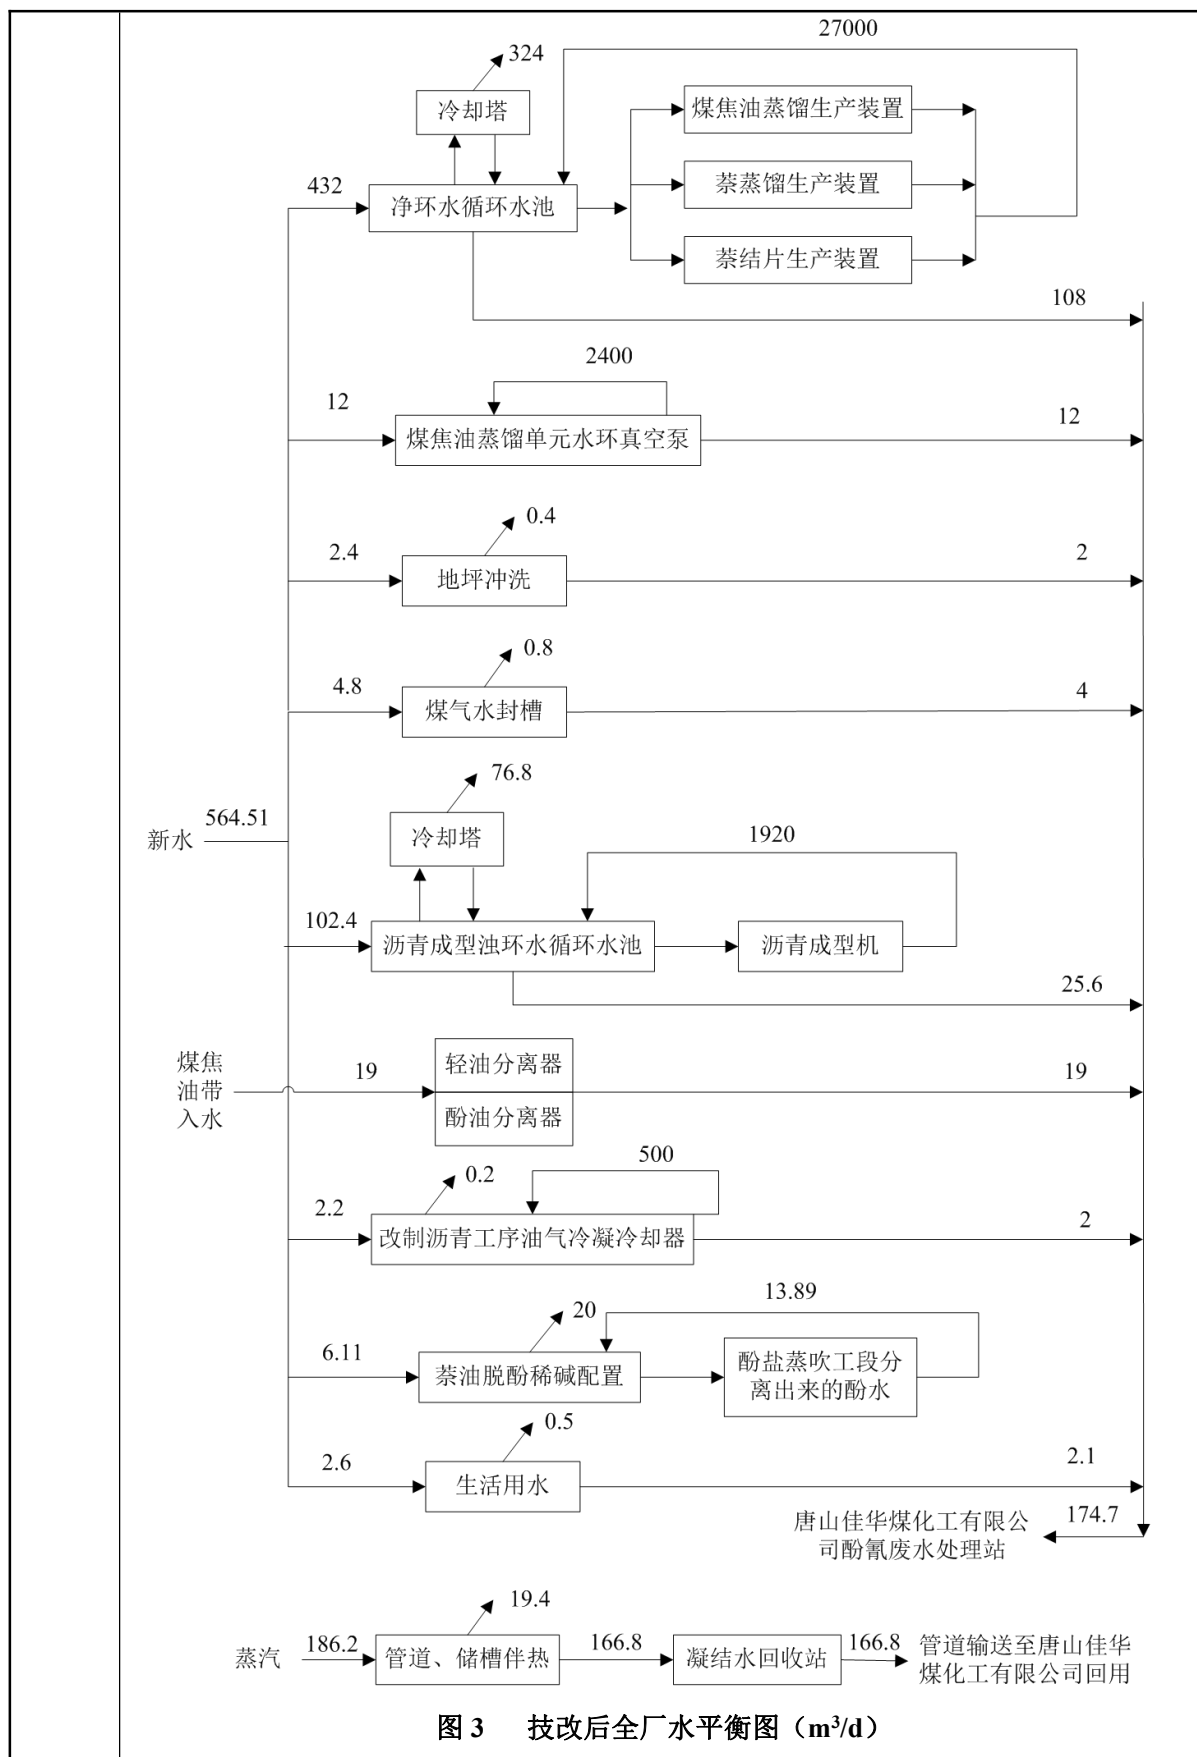 27000
324
冷却塔
煤焦油蒸馏生产装置
432
净环水循环水池
萘蒸馏生产装置
萘结片生产装置
108
2400
12
煤焦油蒸馏单元水环真空泵
12
0.4
2.4
地坪冲洗
2
0.8
4.8
煤气水封槽
4
76.8
新水
564.51
冷却塔
1920
102.4
沥青成型浊环水循环水池
沥青成型机
25.6
煤焦
油带
入水
19
轻油分离器
酚油分离器
19
0.2
500
2.2
改制沥青工序油气冷凝冷却器
2
20
13.89
6.11
萘油脱酚稀碱配置
酚盐蒸吹工段分
离出来的酚水
0.5
2.6
生活用水
2.1
唐山佳华煤化工有限公
司酚氰废水处理站
174.7
19.4
蒸汽
186.2
管道、储槽伴热
166.8
凝结水回收站
166.8
管道输送至唐山佳华
煤化工有限公司回用
图 3 技改后全厂水平衡图（m³/d）